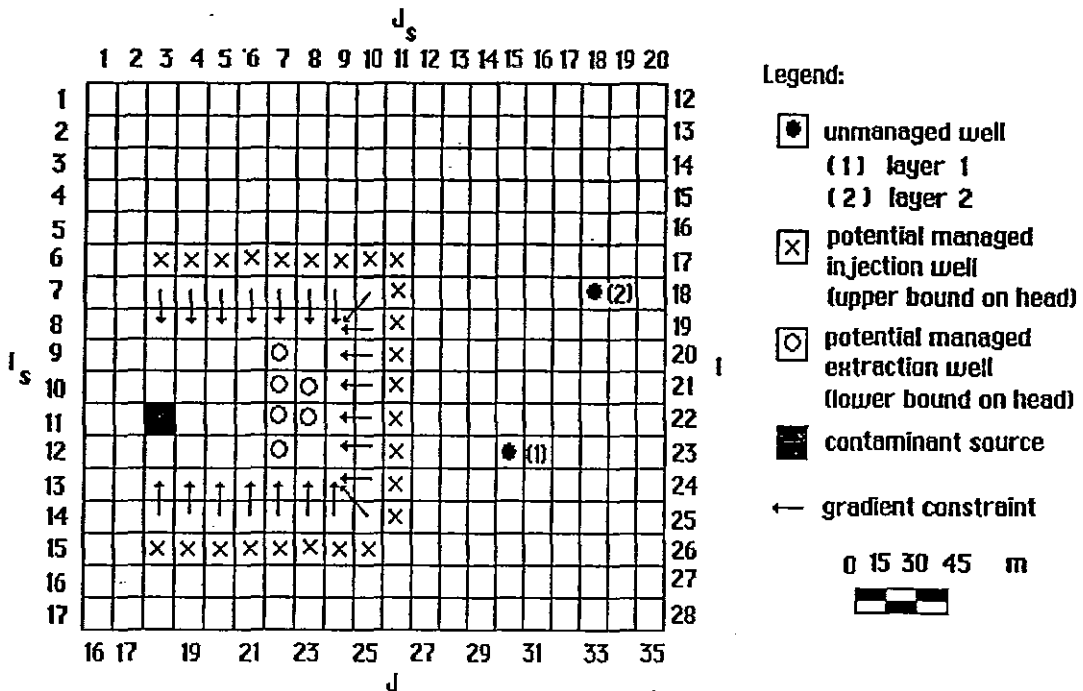 J_s
1 2 3 4 5 6 7 8 9 10 11 12 13 14 15 16 17 18 19 20
Legend:
1 12
2 13
3 14
4 15
5 16
6 17
7 (2) 18
8 19
I_s 9 20 I
10 21
11 22
12 (1) 23
13 24
14 25
15 26
16 27
17 28
16 17 19 21 23 25 27 29 31 33 35
J
unmanaged well
(1) layer 1
(2) layer 2
potential managed
injection well
(upper bound on head)
potential managed
extraction well
(lower bound on head)
contaminant source
gradient constraint
0 15 30 45 m